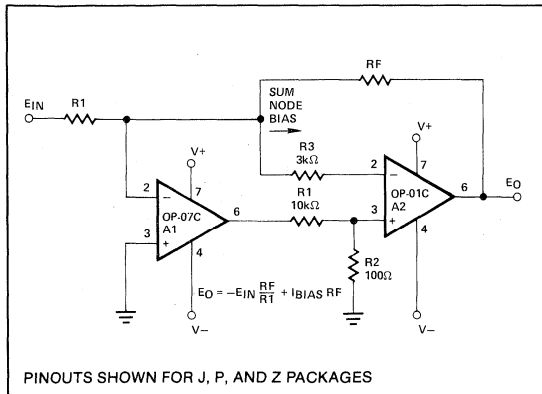 RF
EIN
R1
SUM
NODE
BIAS
V+
R3
3kΩ
V+
2
7
R1
10kΩ
2
7
OP-07C
A1
6
OP-01C
A2
6
EO
3
4
3
4
R2
100Ω
EO = −EIN RF/R1 + IBIAS RF
V−
V−
PINOUTS SHOWN FOR J, P, AND Z PACKAGES